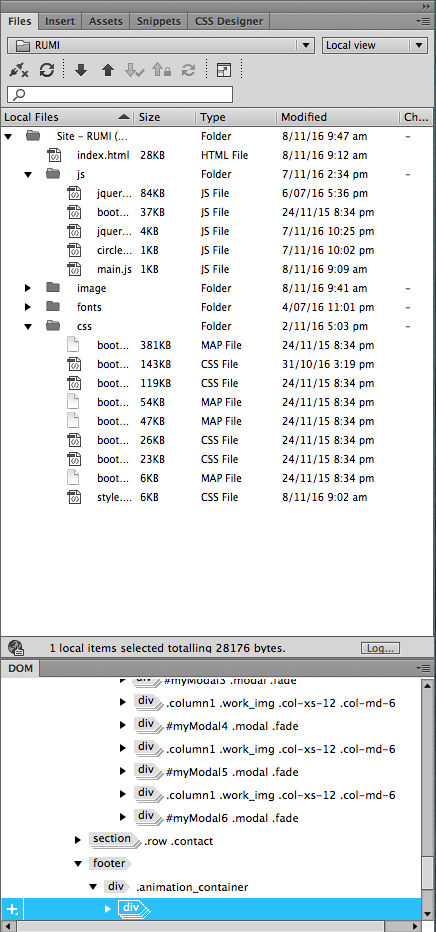 Files Insert Assets Snippets CSS Designer
RUMI Local view
Local Files Size Type Modified Ch...
Site – RUMI (... Folder 8/11/16 9:47 am –
index.html 28KB HTML File 8/11/16 9:12 am
js Folder 7/11/16 2:34 pm –
jquer... 84KB JS File 6/07/16 5:36 pm
boot... 37KB JS File 24/11/15 8:34 pm
jquer... 4KB JS File 7/11/16 10:25 pm
circle... 1KB JS File 7/11/16 10:02 pm
main.js 1KB JS File 8/11/16 9:09 am
image Folder 8/11/16 9:41 am –
fonts Folder 4/07/16 11:01 pm –
css Folder 2/11/16 5:03 pm –
boot... 381KB MAP File 24/11/15 8:34 pm
boot... 143KB CSS File 31/10/16 3:19 pm
boot... 119KB CSS File 24/11/15 8:34 pm
boot... 54KB MAP File 24/11/15 8:34 pm
boot... 47KB MAP File 24/11/15 8:34 pm
boot... 26KB CSS File 24/11/15 8:34 pm
boot... 23KB CSS File 24/11/15 8:34 pm
boot... 6KB MAP File 24/11/15 8:34 pm
style.... 6KB CSS File 8/11/16 9:02 am
1 local items selected totalling 28176 bytes. Log...
DOM
div #myModal3 .modal .fade
div .column1 .work_img .col-xs-12 .col-md-6
div #myModal4 .modal .fade
div .column1 .work_img .col-xs-12 .col-md-6
div #myModal5 .modal .fade
div .column1 .work_img .col-xs-12 .col-md-6
div #myModal6 .modal .fade
section .row .contact
footer
div .animation_container
div